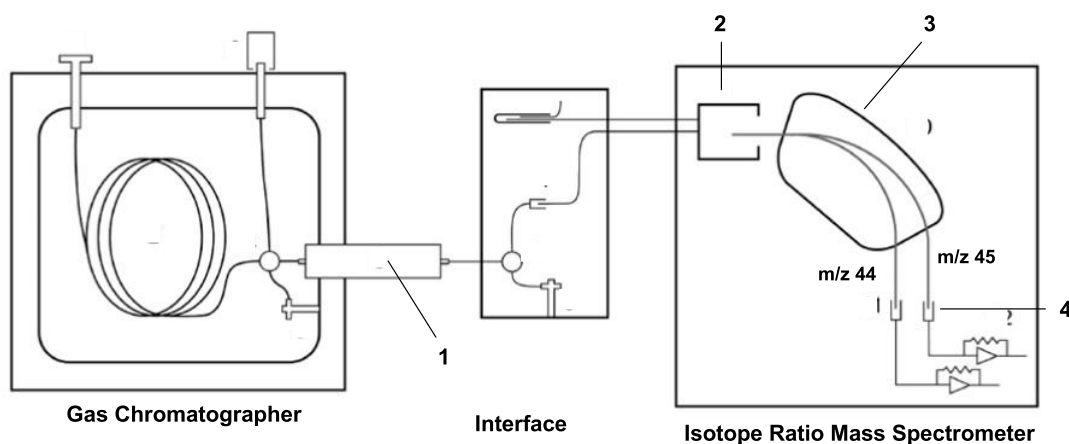 2
3
m/z 44
m/z 45
4
1
Gas Chromatographer
Interface
Isotope Ratio Mass Spectrometer